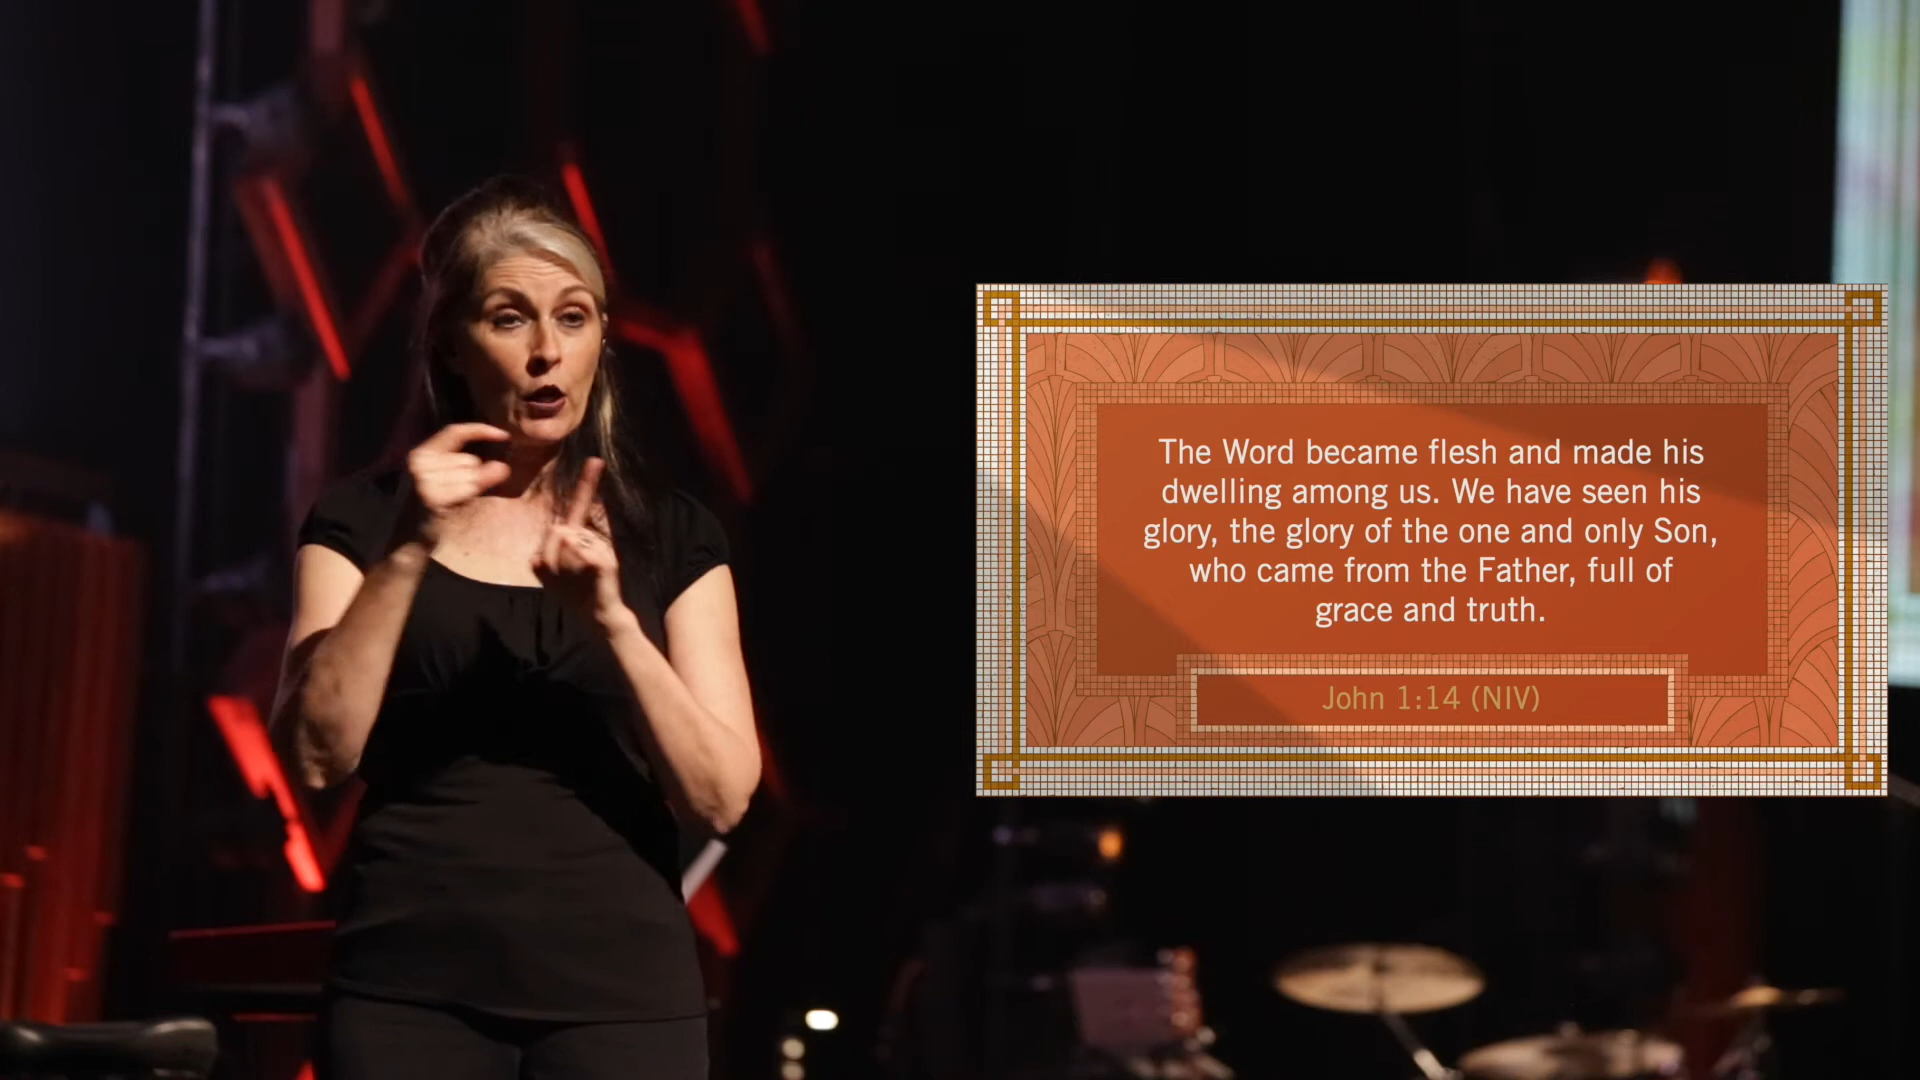 The Word became flesh and made his
dwelling among us. We have seen his
glory, the glory of the one and only Son,
who came from the Father, full of
grace and truth.
John 1:14 (NIV)